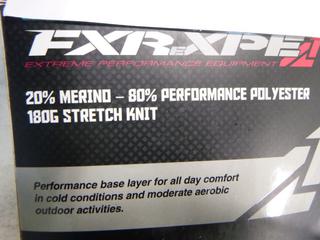 FXR
EXTREME PERFORMANCE EQUIPMENT
20% MERINO – 80% PERFORMANCE POLYESTER
180G STRETCH KNIT
Performance base layer for all day comfort
in cold conditions and moderate aerobic
outdoor activities.